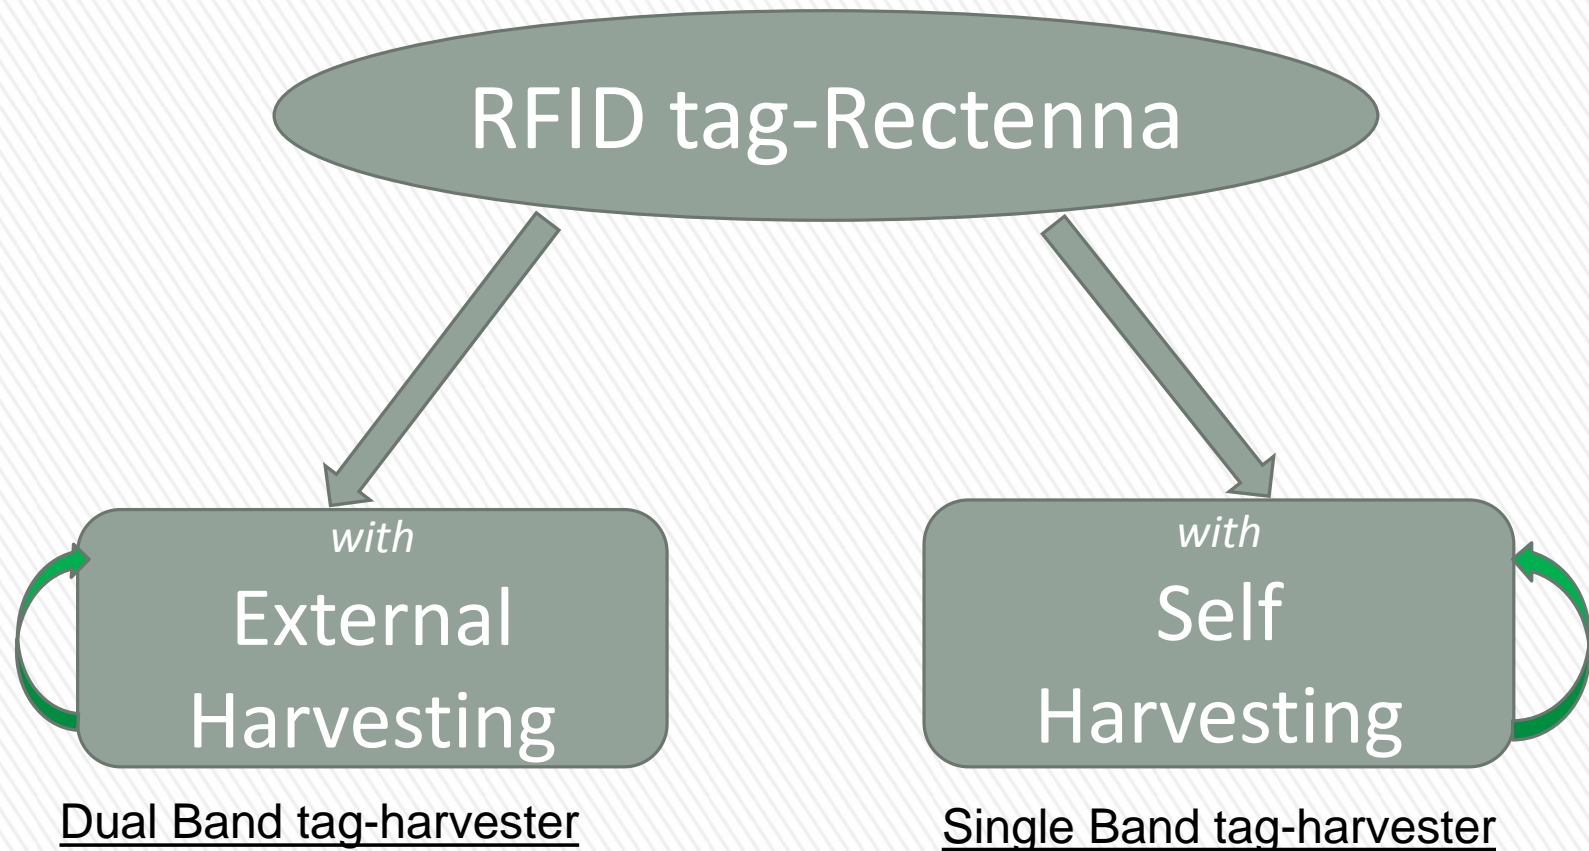 RFID tag-Rectenna
with
External
Harvesting
Dual Band tag-harvester
with
Self
Harvesting
Single Band tag-harvester